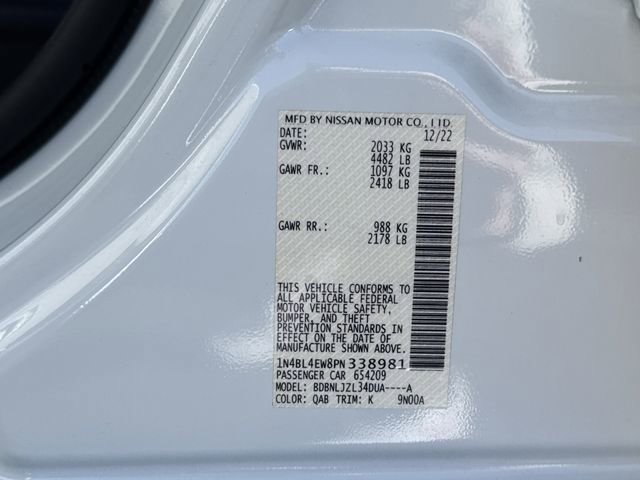 MFD BY NISSAN MOTOR CO., LTD
DATE: 12/22
GVWR: 2033 KG
4482 LB
GAWR FR.: 1097 KG
2418 LB
GAWR RR.: 988 KG
2178 LB
THIS VEHICLE CONFORMS TO
ALL APPLICABLE FEDERAL
MOTOR VEHICLE SAFETY,
BUMPER, AND THEFT
PREVENTION STANDARDS IN
EFFECT ON THE DATE OF
MANUFACTURE SHOWN ABOVE.
1N4BL4EW8PN338981
PASSENGER CAR 654209
MODEL: BDBNLJZL34DUA----A
COLOR: QAB TRIM: K 9N00A